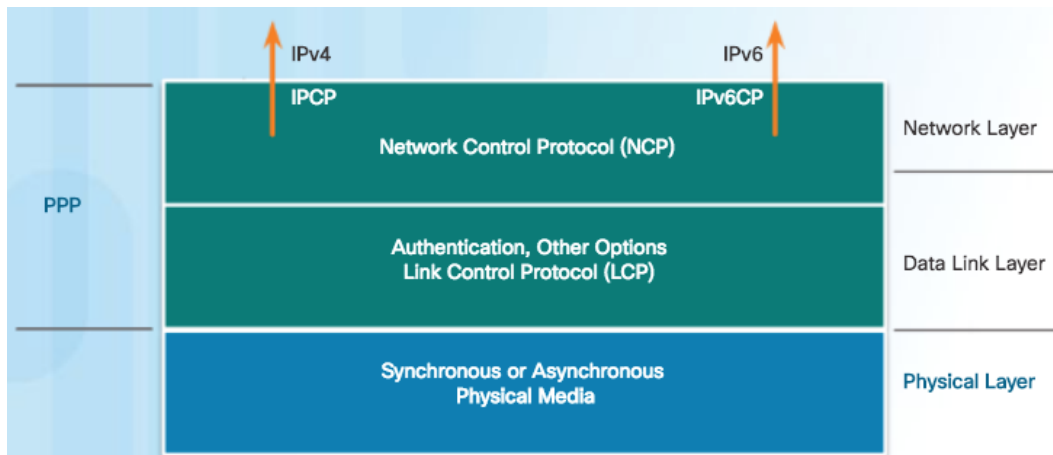 IPv4
IPv6
IPCP
IPv6CP
Network Layer
Network Control Protocol (NCP)
PPP
Authentication, Other Options
Link Control Protocol (LCP)
Data Link Layer
Synchronous or Asynchronous
Physical Media
Physical Layer